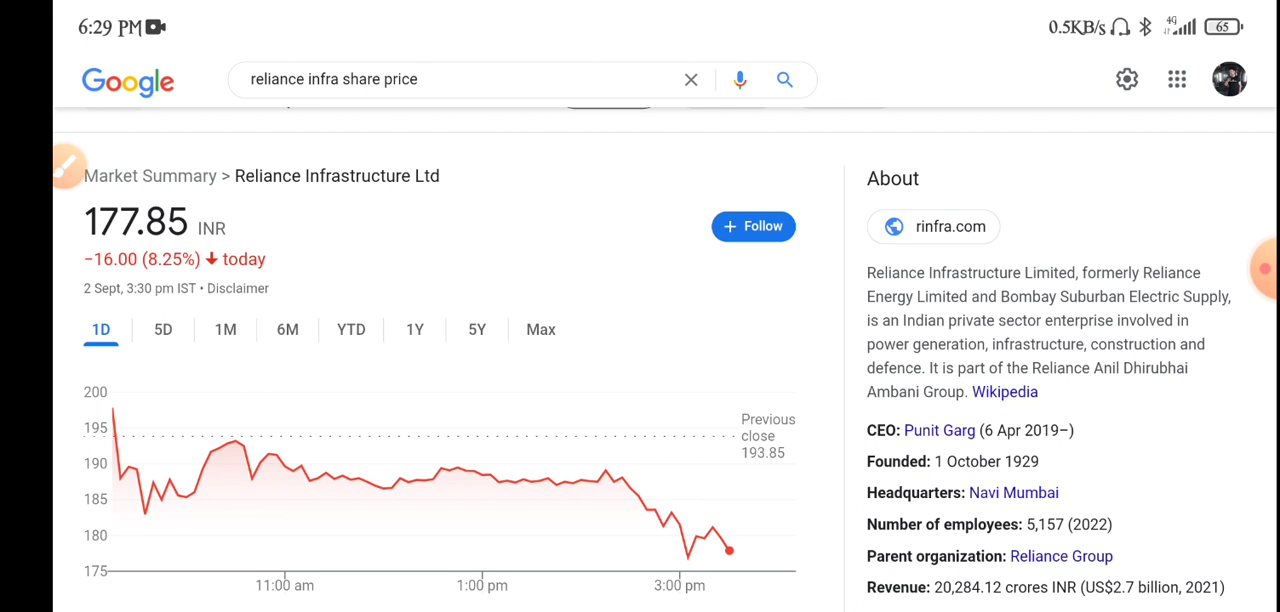 6:29 PM
0.5KB/s 4G 65
Google
reliance infra share price
Market Summary > Reliance Infrastructure Ltd
177.85 INR
+ Follow
−16.00 (8.25%) ↓ today
2 Sept, 3:30 pm IST • Disclaimer
1D 5D 1M 6M YTD 1Y 5Y Max
200
195
190
185
180
175
Previous
close
193.85
11:00 am 1:00 pm 3:00 pm
About
rinfra.com
Reliance Infrastructure Limited, formerly Reliance
Energy Limited and Bombay Suburban Electric Supply,
is an Indian private sector enterprise involved in
power generation, infrastructure, construction and
defence. It is part of the Reliance Anil Dhirubhai
Ambani Group. Wikipedia
CEO: Punit Garg (6 Apr 2019–)
Founded: 1 October 1929
Headquarters: Navi Mumbai
Number of employees: 5,157 (2022)
Parent organization: Reliance Group
Revenue: 20,284.12 crores INR (US$2.7 billion, 2021)